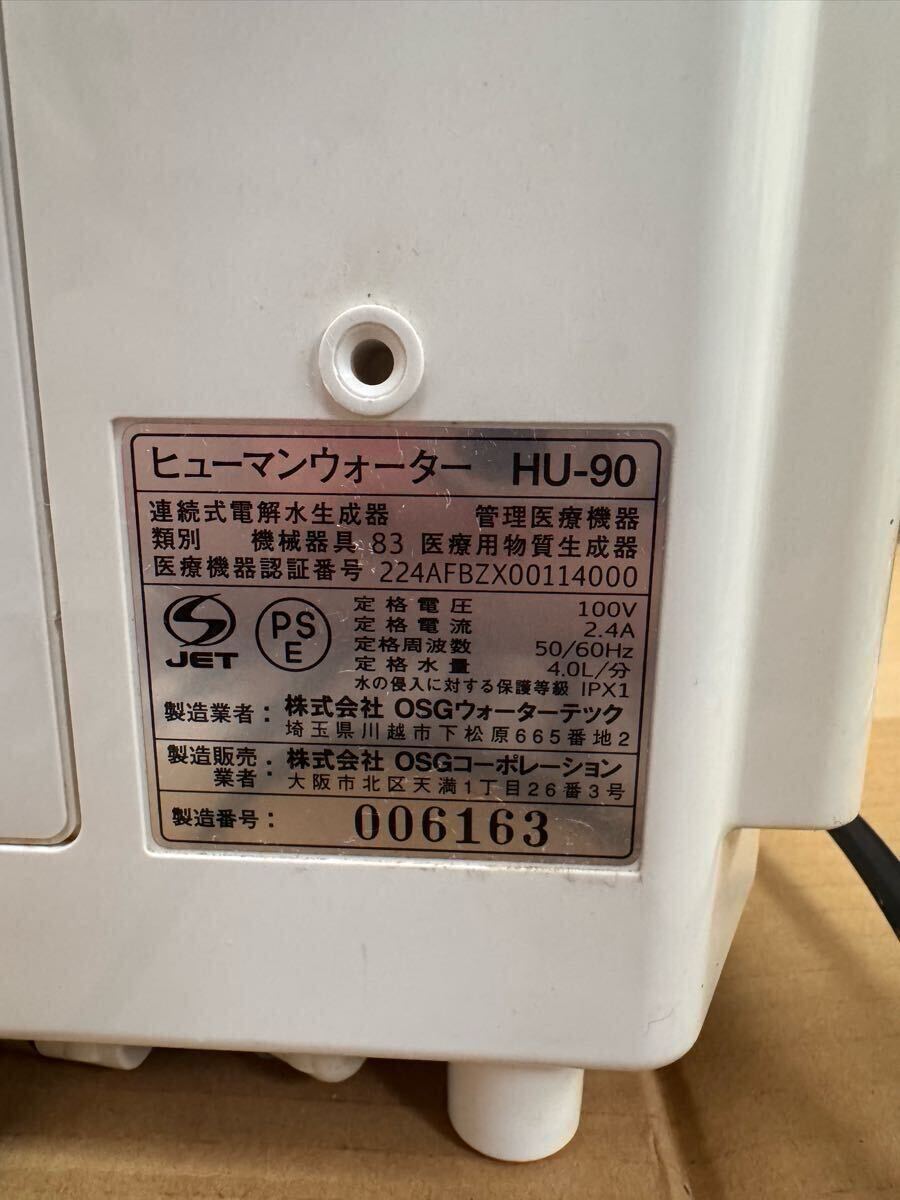 ヒューマンウォーター HU-90
連続式電解水生成器 管理医療機器
類別 機械器具 83 医療用物質生成器
医療機器認証番号 224AFBZX00114000
JET
PS
E
定格電圧 100V
定格電流 2.4A
定格周波数 50/60Hz
定格水量 4.0L/分
水の侵入に対する保護等級 IPX1
製造業者: 株式会社 OSGウォーターテック
埼玉県川越市下松原665番地2
製造販売業者: 株式会社 OSGコーポレーション
大阪市北区天満1丁目26番3号
製造番号: 006163